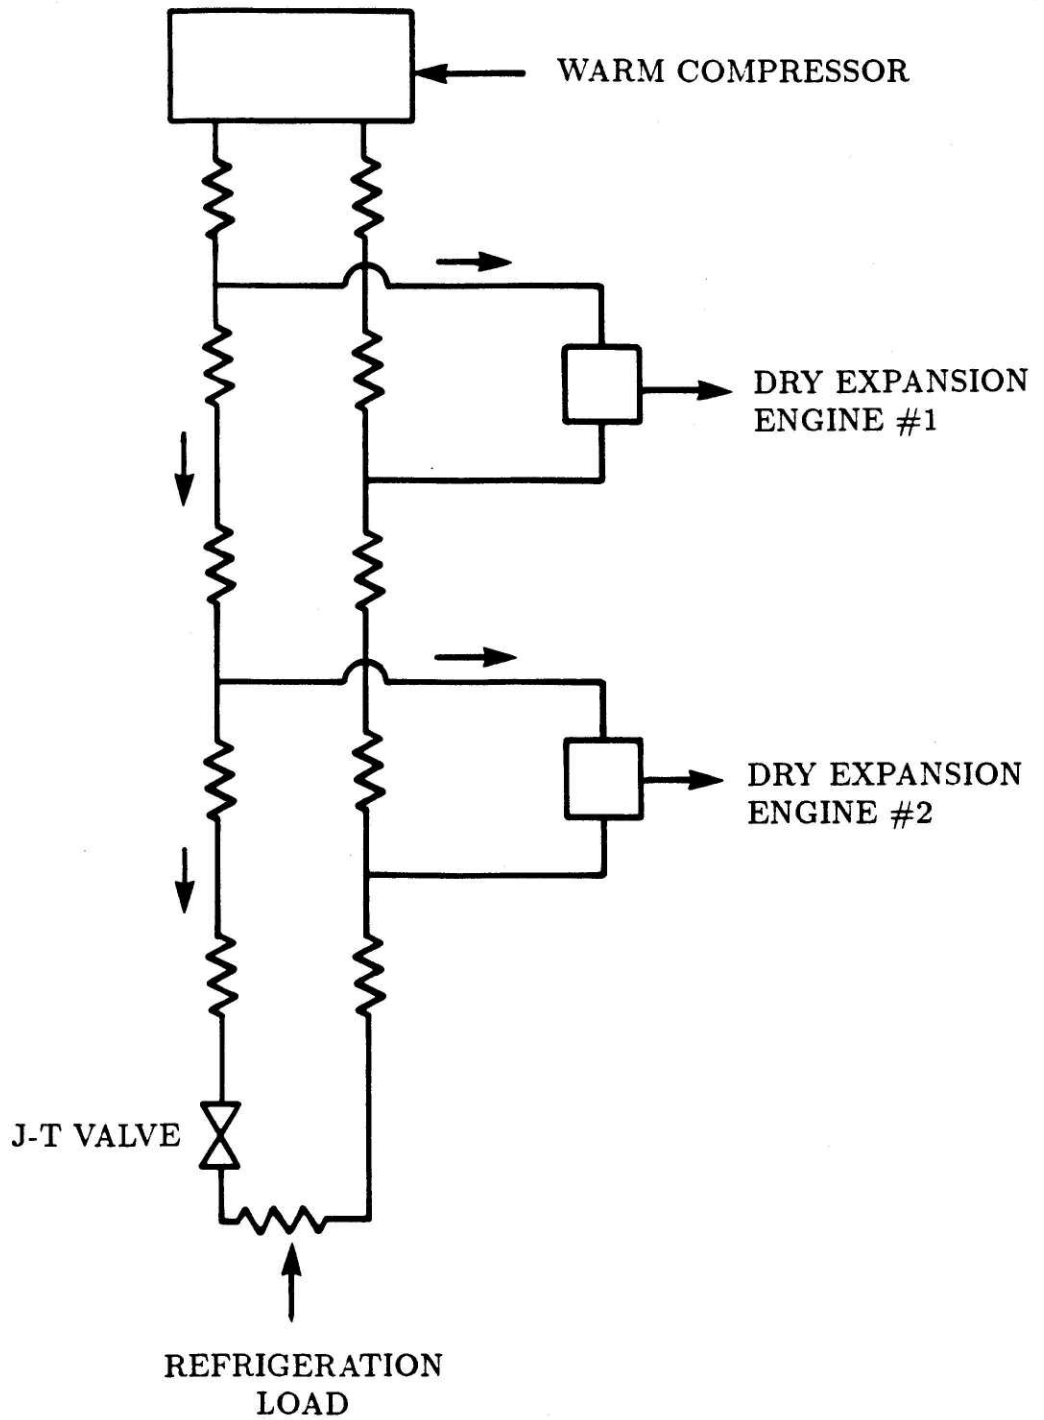 WARM COMPRESSOR
DRY EXPANSION
ENGINE #1
DRY EXPANSION
ENGINE #2
J-T VALVE
REFRIGERATION
LOAD